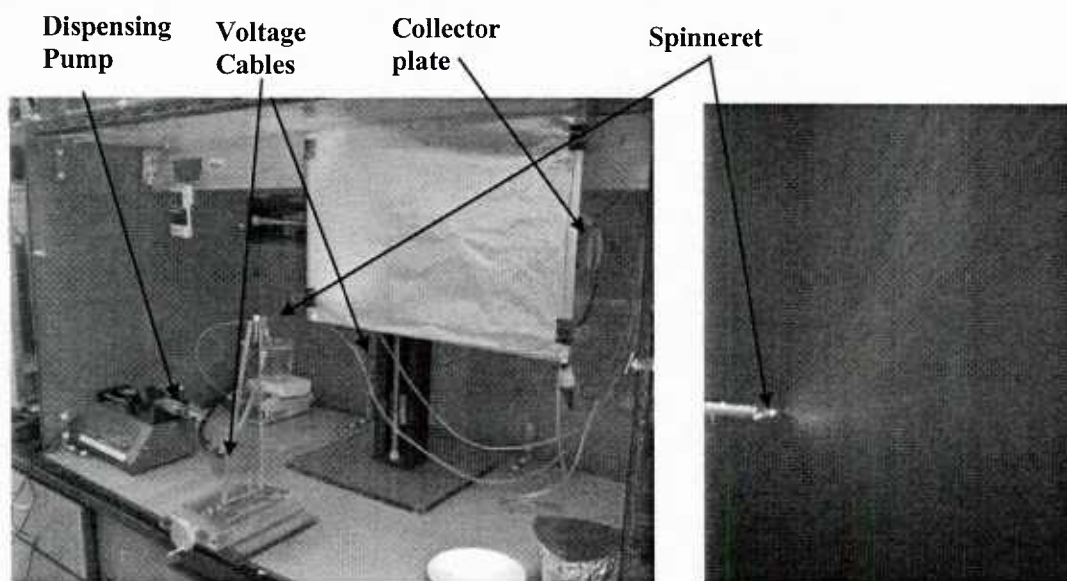 Dispensing
Pump
Voltage
Cables
Collector
plate
Spinneret